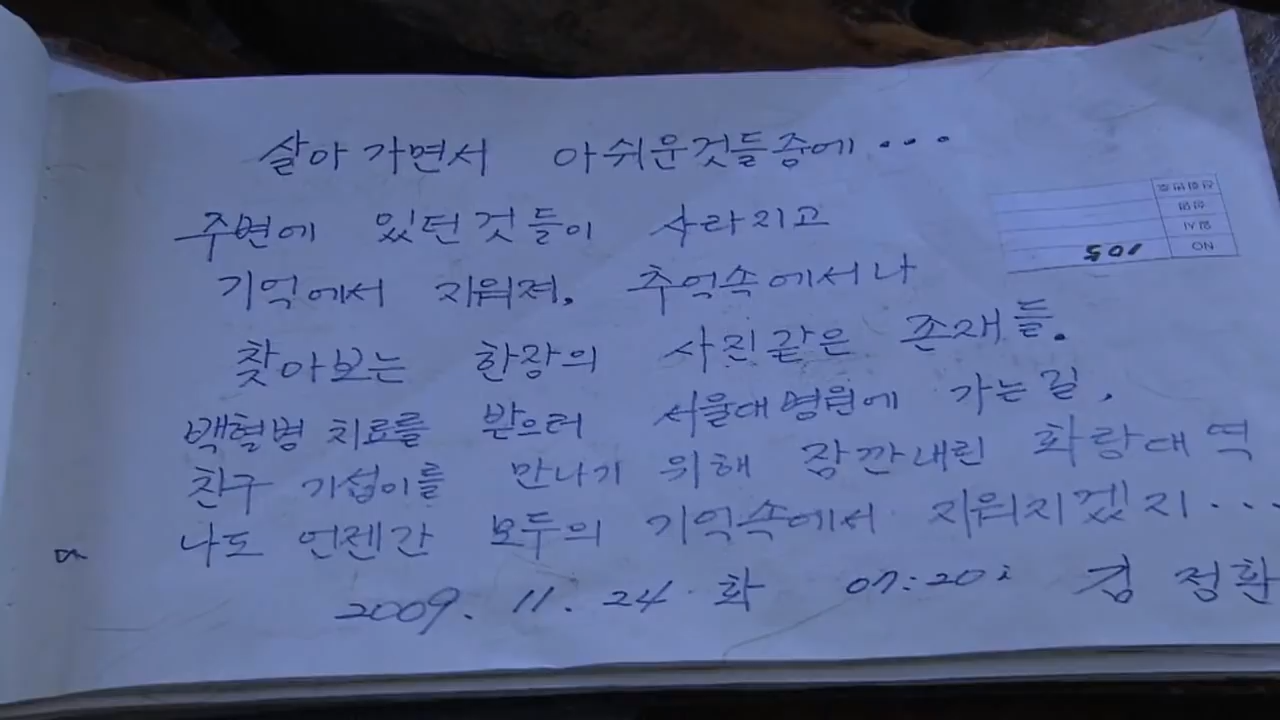 살아가면서 아쉬운것들중에...
주변에 있던것들이 사라지고
기억에서 지워져. 추억속에서나
찾아보는 한장의 사진같은 존재들.
백혈병 치료를 받으러 서울대병원에 가는길,
친구 기섭이를 만나기 위해 잠깐내린 화랑대역
나도 언젠간 모두의 기억속에서 지워지겠지...
2009. 11. 24 화 07:20 김정환
NO 105